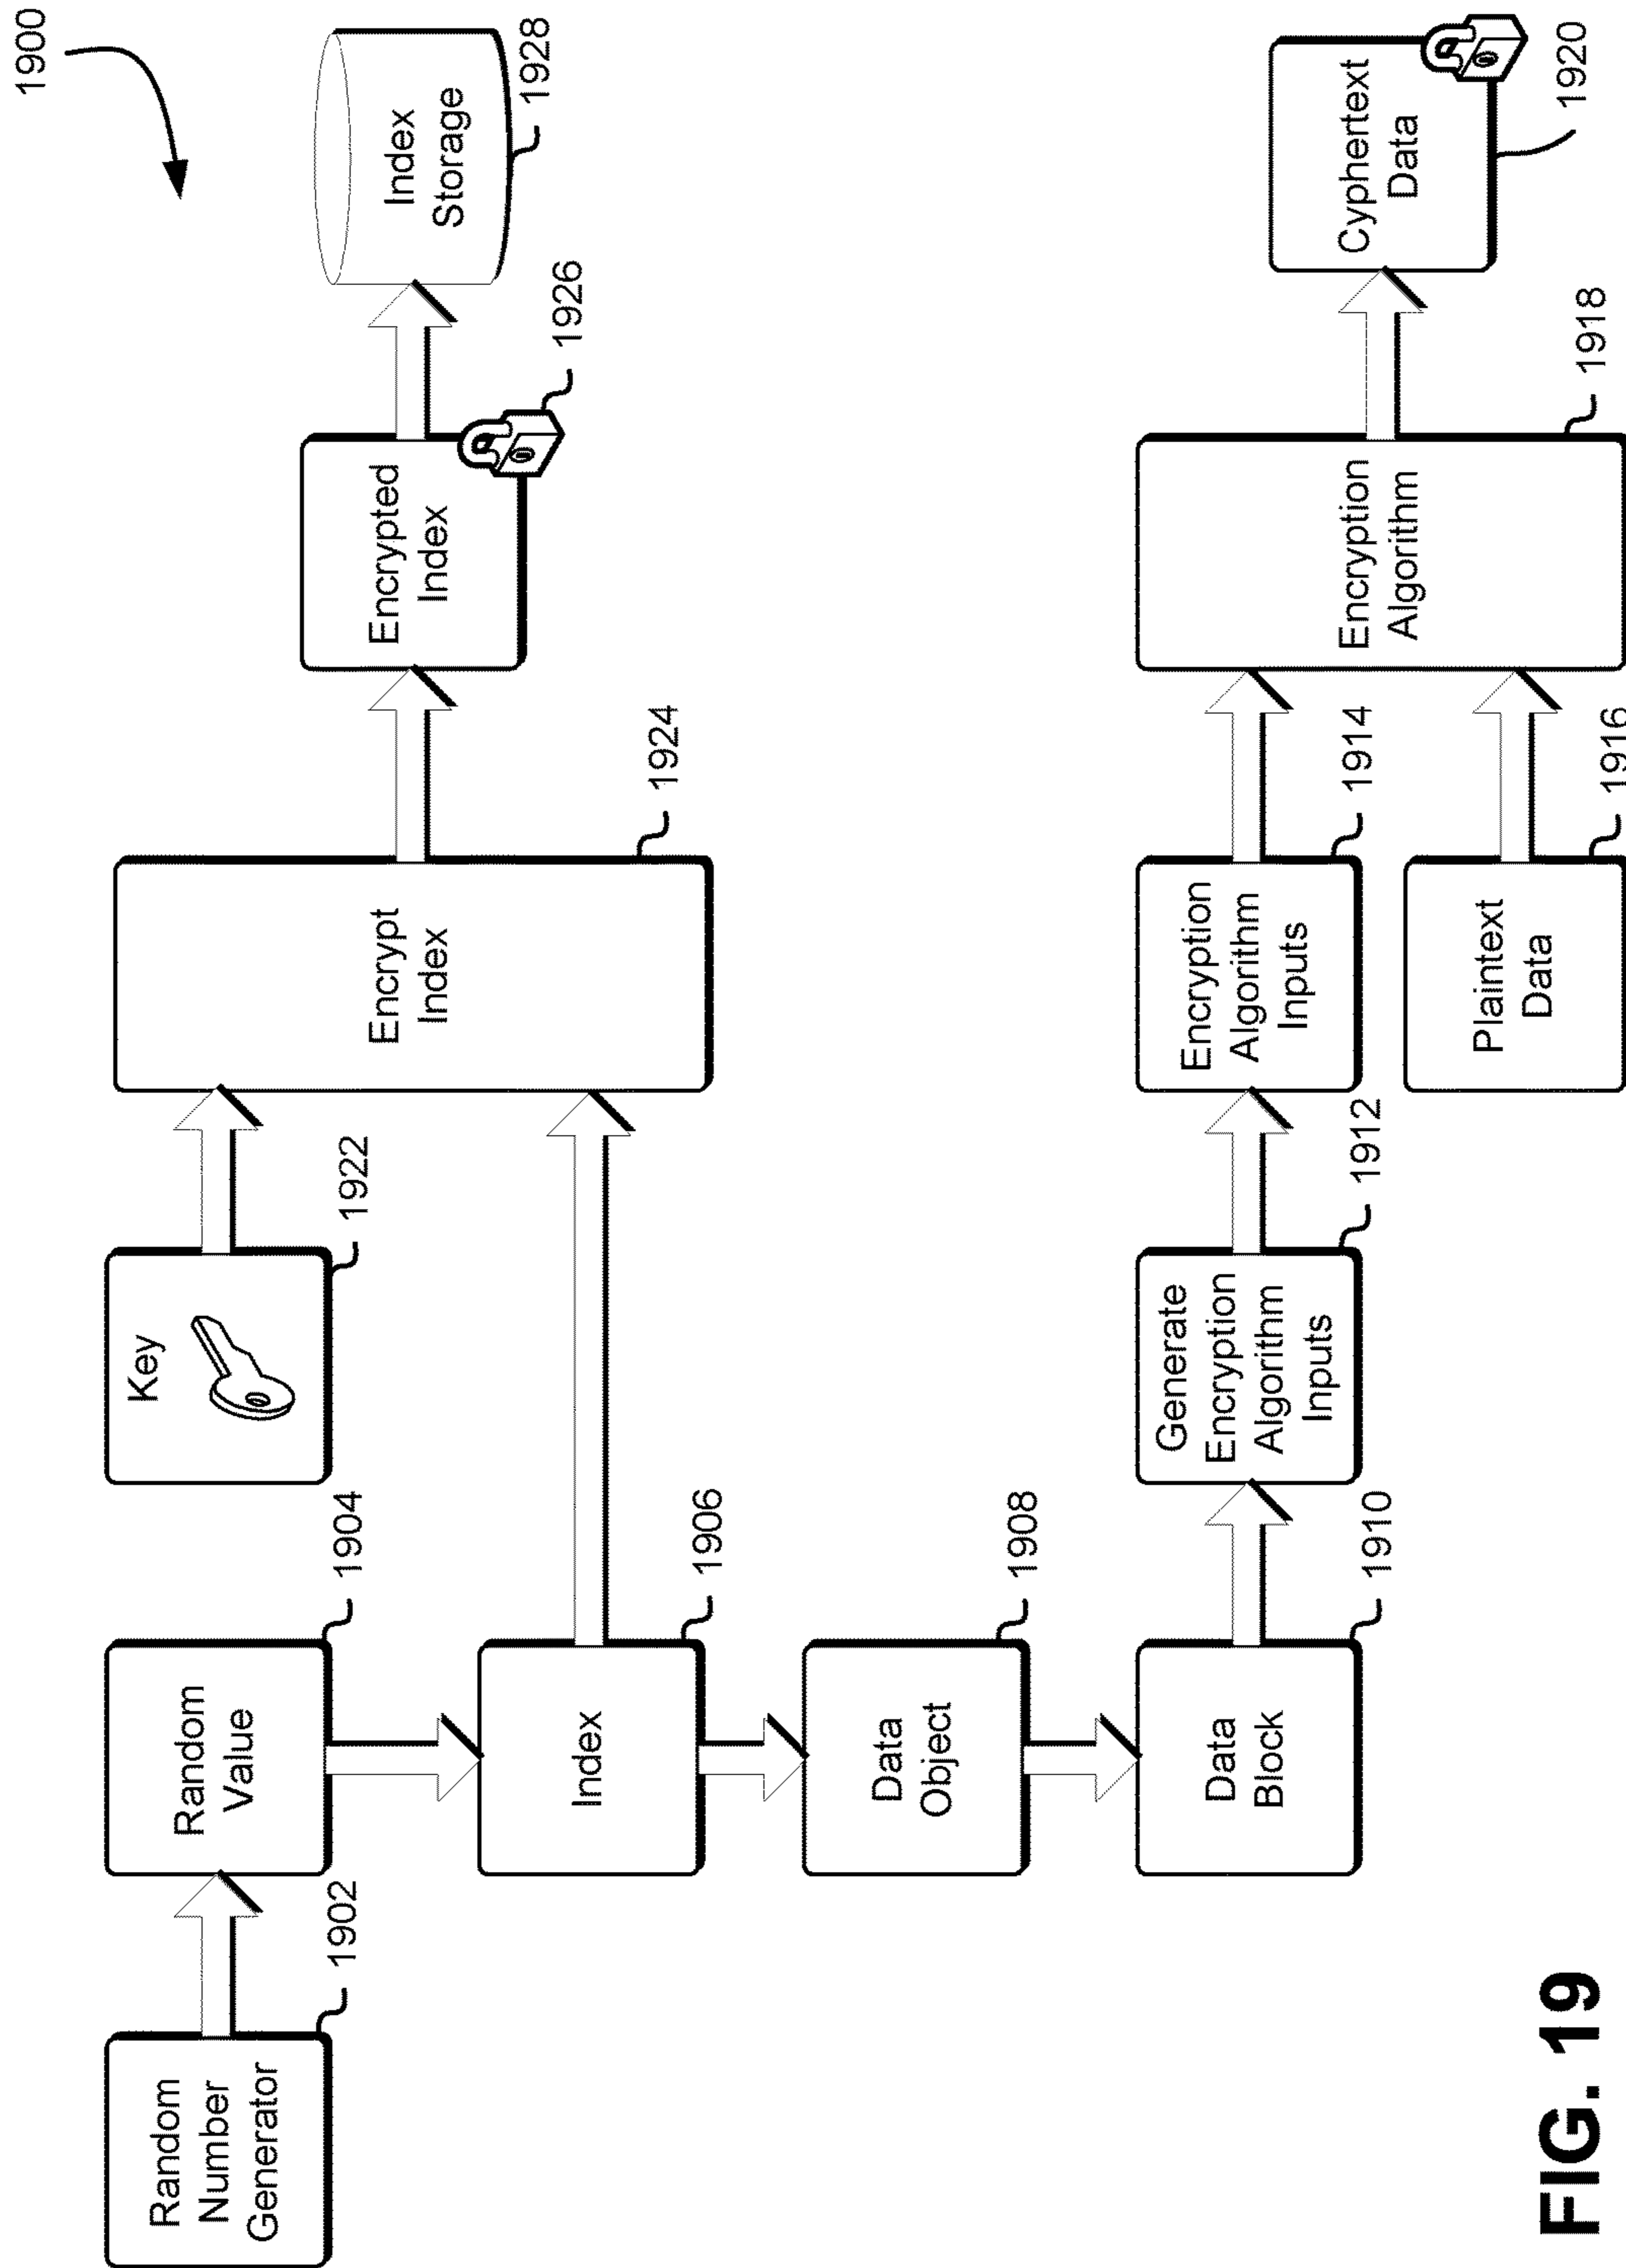 1900
Random
Number
Generator
1902
Random
Value
1904
Key
1922
Encrypt
Index
1924
Encrypted
Index
1926
Index
Storage
1928
Index
1906
Data
Object
1908
Data
Block
1910
Generate
Encryption
Algorithm
Inputs
1912
Encryption
Algorithm
Inputs
1914
Plaintext
Data
1916
Encryption
Algorithm
1918
Cyphertext
Data
1920
FIG. 19